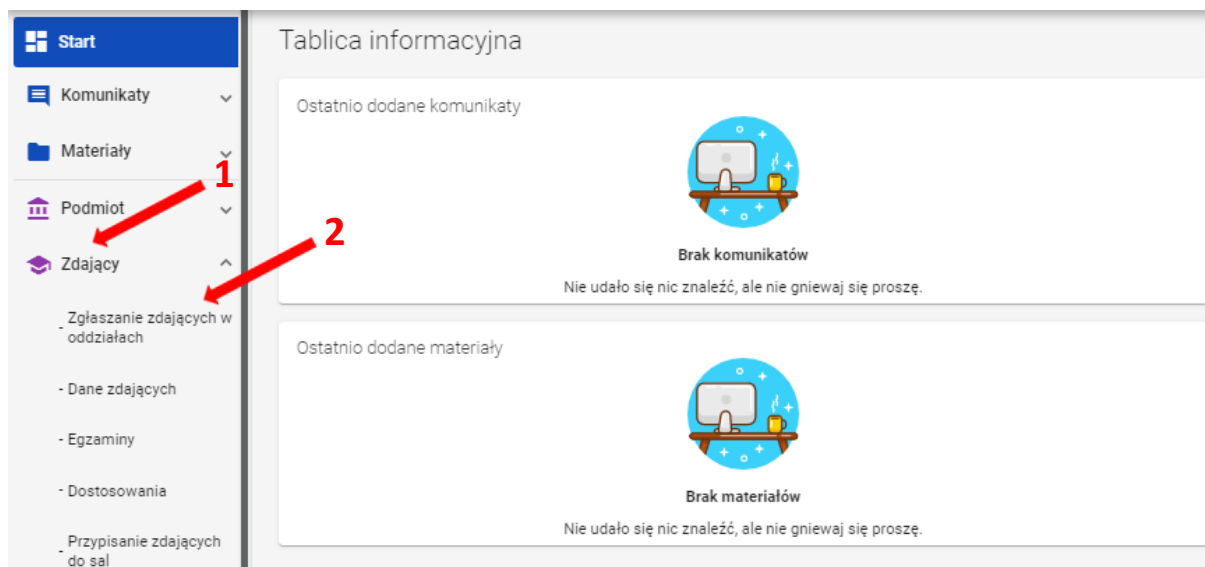 Start
Komunikaty
Materiały
1
Podmiot
2
Zdający
- Zgłaszanie zdających w
oddziałach
- Dane zdających
- Egzaminy
- Dostosowania
- Przypisanie zdających
do sal
Tablica informacyjna
Ostatnio dodane komunikaty
Brak komunikatów
Nie udało się nic znaleźć, ale nie gniewaj się proszę.
Ostatnio dodane materiały
Brak materiałów
Nie udało się nic znaleźć, ale nie gniewaj się proszę.